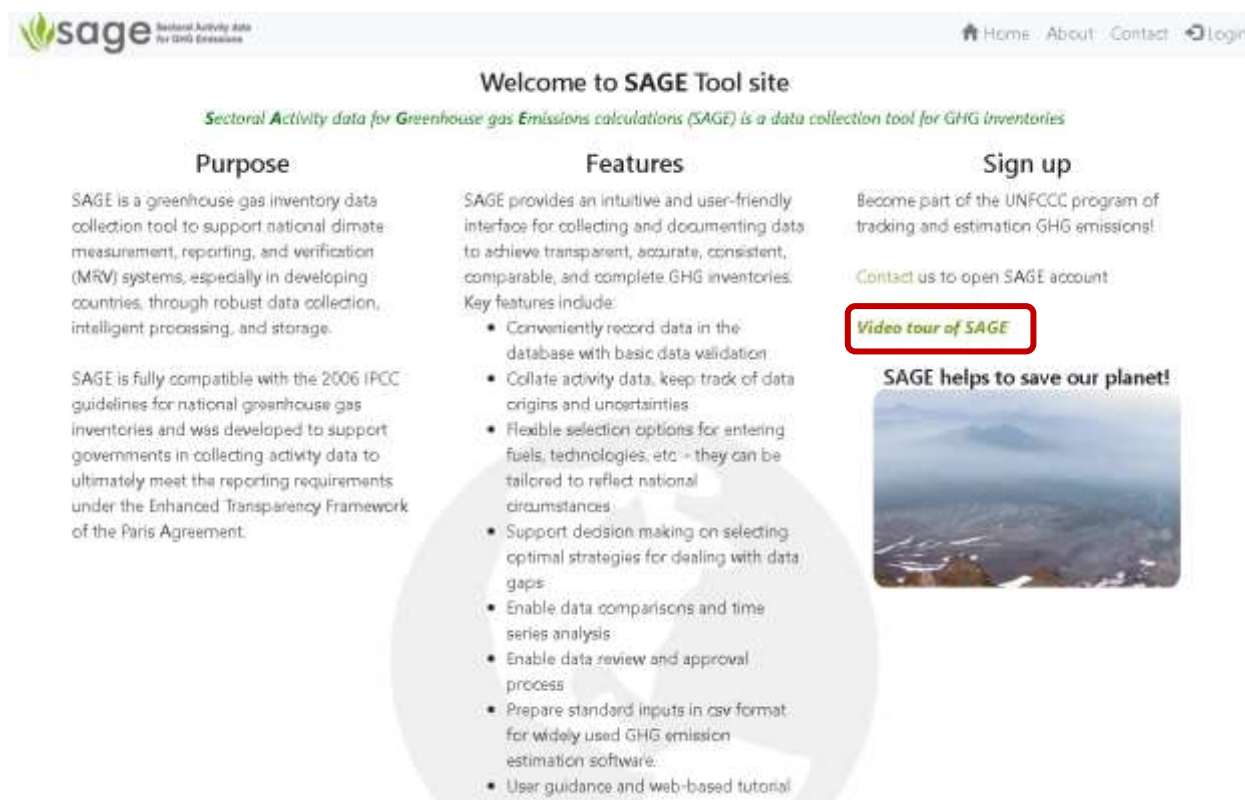 sage Sectoral Activity data
for GHG Emissions
Home About Contact Login
Welcome to SAGE Tool site
Sectoral Activity data for Greenhouse gas Emissions calculations (SAGE) is a data collection tool for GHG inventories
Purpose
SAGE is a greenhouse gas inventory data
collection tool to support national climate
measurement, reporting, and verification
(MRV) systems, especially in developing
countries, through robust data collection,
intelligent processing, and storage.
SAGE is fully compatible with the 2006 IPCC
guidelines for national greenhouse gas
inventories and was developed to support
governments in collecting activity data to
ultimately meet the reporting requirements
under the Enhanced Transparency Framework
of the Paris Agreement.
Features
SAGE provides an intuitive and user-friendly
interface for collecting and documenting data
to achieve transparent, accurate, consistent,
comparable, and complete GHG inventories.
Key features include:
• Conveniently record data in the
database with basic data validation
• Collate activity data, keep track of data
origins and uncertainties
• Flexible selection options for entering
fuels, technologies, etc - they can be
tailored to reflect national
circumstances
• Support decision making on selecting
optimal strategies for dealing with data
gaps
• Enable data comparisons and time
series analysis
• Enable data review and approval
process
• Prepare standard inputs in csv format
for widely used GHG emission
estimation software.
• User guidance and web-based tutorial
Sign up
Become part of the UNFCCC program of
tracking and estimation GHG emissions!
Contact us to open SAGE account
Video tour of SAGE
SAGE helps to save our planet!